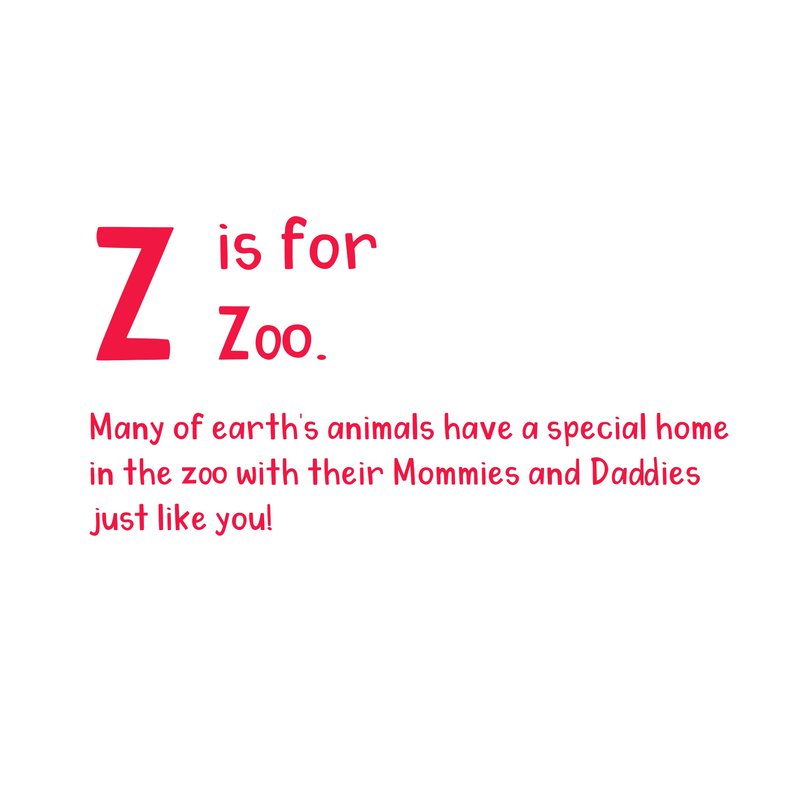 Z is for
Zoo.
Many of earth's animals have a special home
in the zoo with their Mommies and Daddies
just like you!